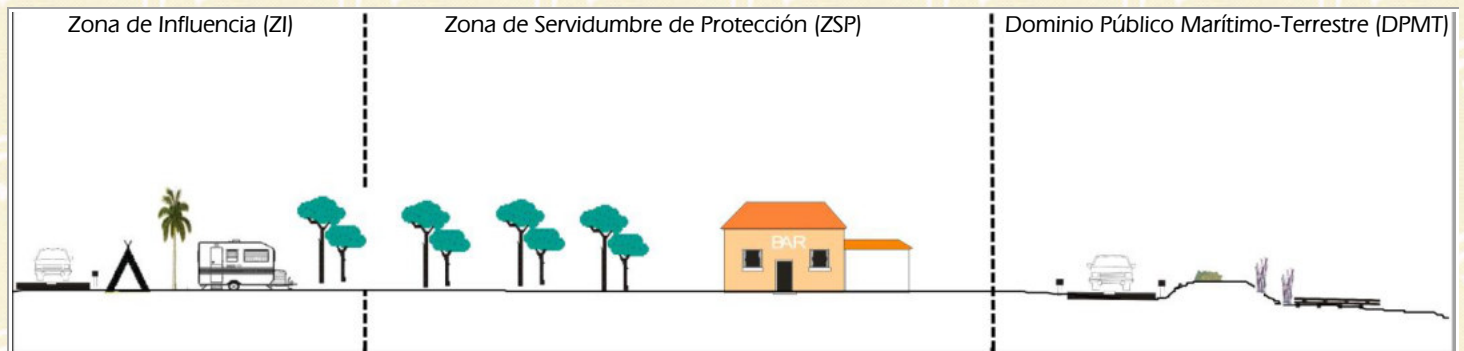 Zona de Influencia (ZI)
Zona de Servidumbre de Protección (ZSP)
Dominio Público Marítimo-Terrestre (DPMT)
BAR